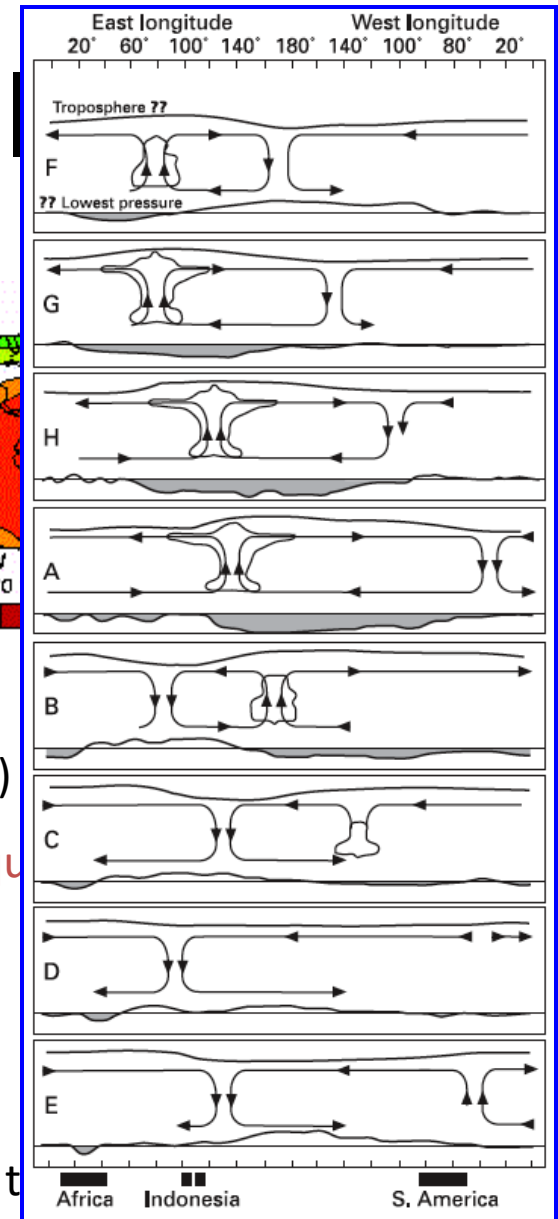 East longitude West longitude
20° 60° 100° 140° 180° 140° 100° 80° 20°
Troposphere ??
F
?? Lowest pressure
G
H
A
B
)
C
u
D
E
t
Africa Indonesia S. America